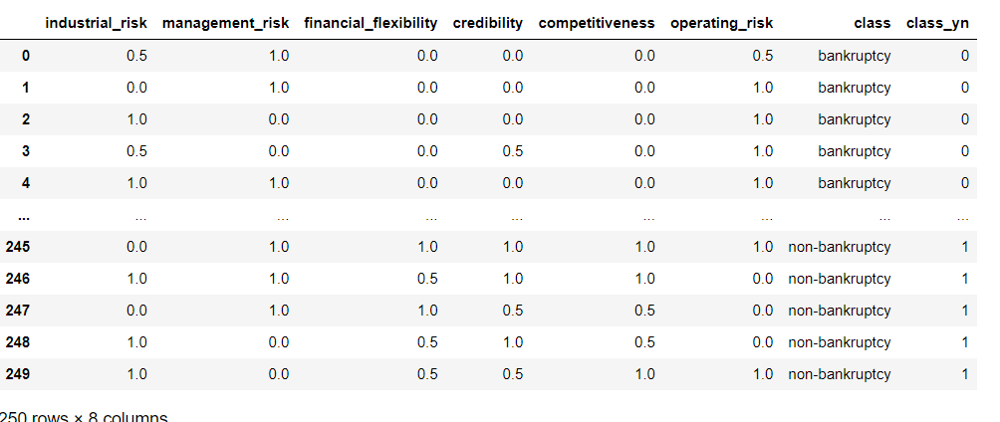 industrial_risk management_risk financial_flexibility credibility competitiveness operating_risk class class_yn
0 0.5 1.0 0.0 0.0 0.0 0.5 bankruptcy 0
1 0.0 1.0 0.0 0.0 0.0 1.0 bankruptcy 0
2 1.0 0.0 0.0 0.0 0.0 1.0 bankruptcy 0
3 0.5 0.0 0.0 0.5 0.0 1.0 bankruptcy 0
4 1.0 1.0 0.0 0.0 0.0 1.0 bankruptcy 0
... ... ... ... ... ... ... ... ...
245 0.0 1.0 1.0 1.0 1.0 1.0 non-bankruptcy 1
246 1.0 1.0 0.5 1.0 1.0 0.0 non-bankruptcy 1
247 0.0 1.0 1.0 0.5 0.5 0.0 non-bankruptcy 1
248 1.0 0.0 0.5 1.0 0.5 0.0 non-bankruptcy 1
249 1.0 0.0 0.5 0.5 1.0 1.0 non-bankruptcy 1
250 rows × 8 columns